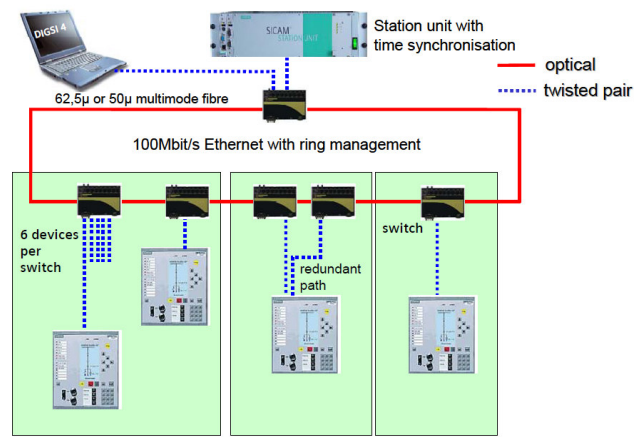 DIGSI 4
SICAM
STATION UNIT
Station unit with
time synchronisation
optical
twisted pair
62,5µ or 50µ multimode fibre
100Mbit/s Ethernet with ring management
6 devices
per
switch
redundant
path
switch